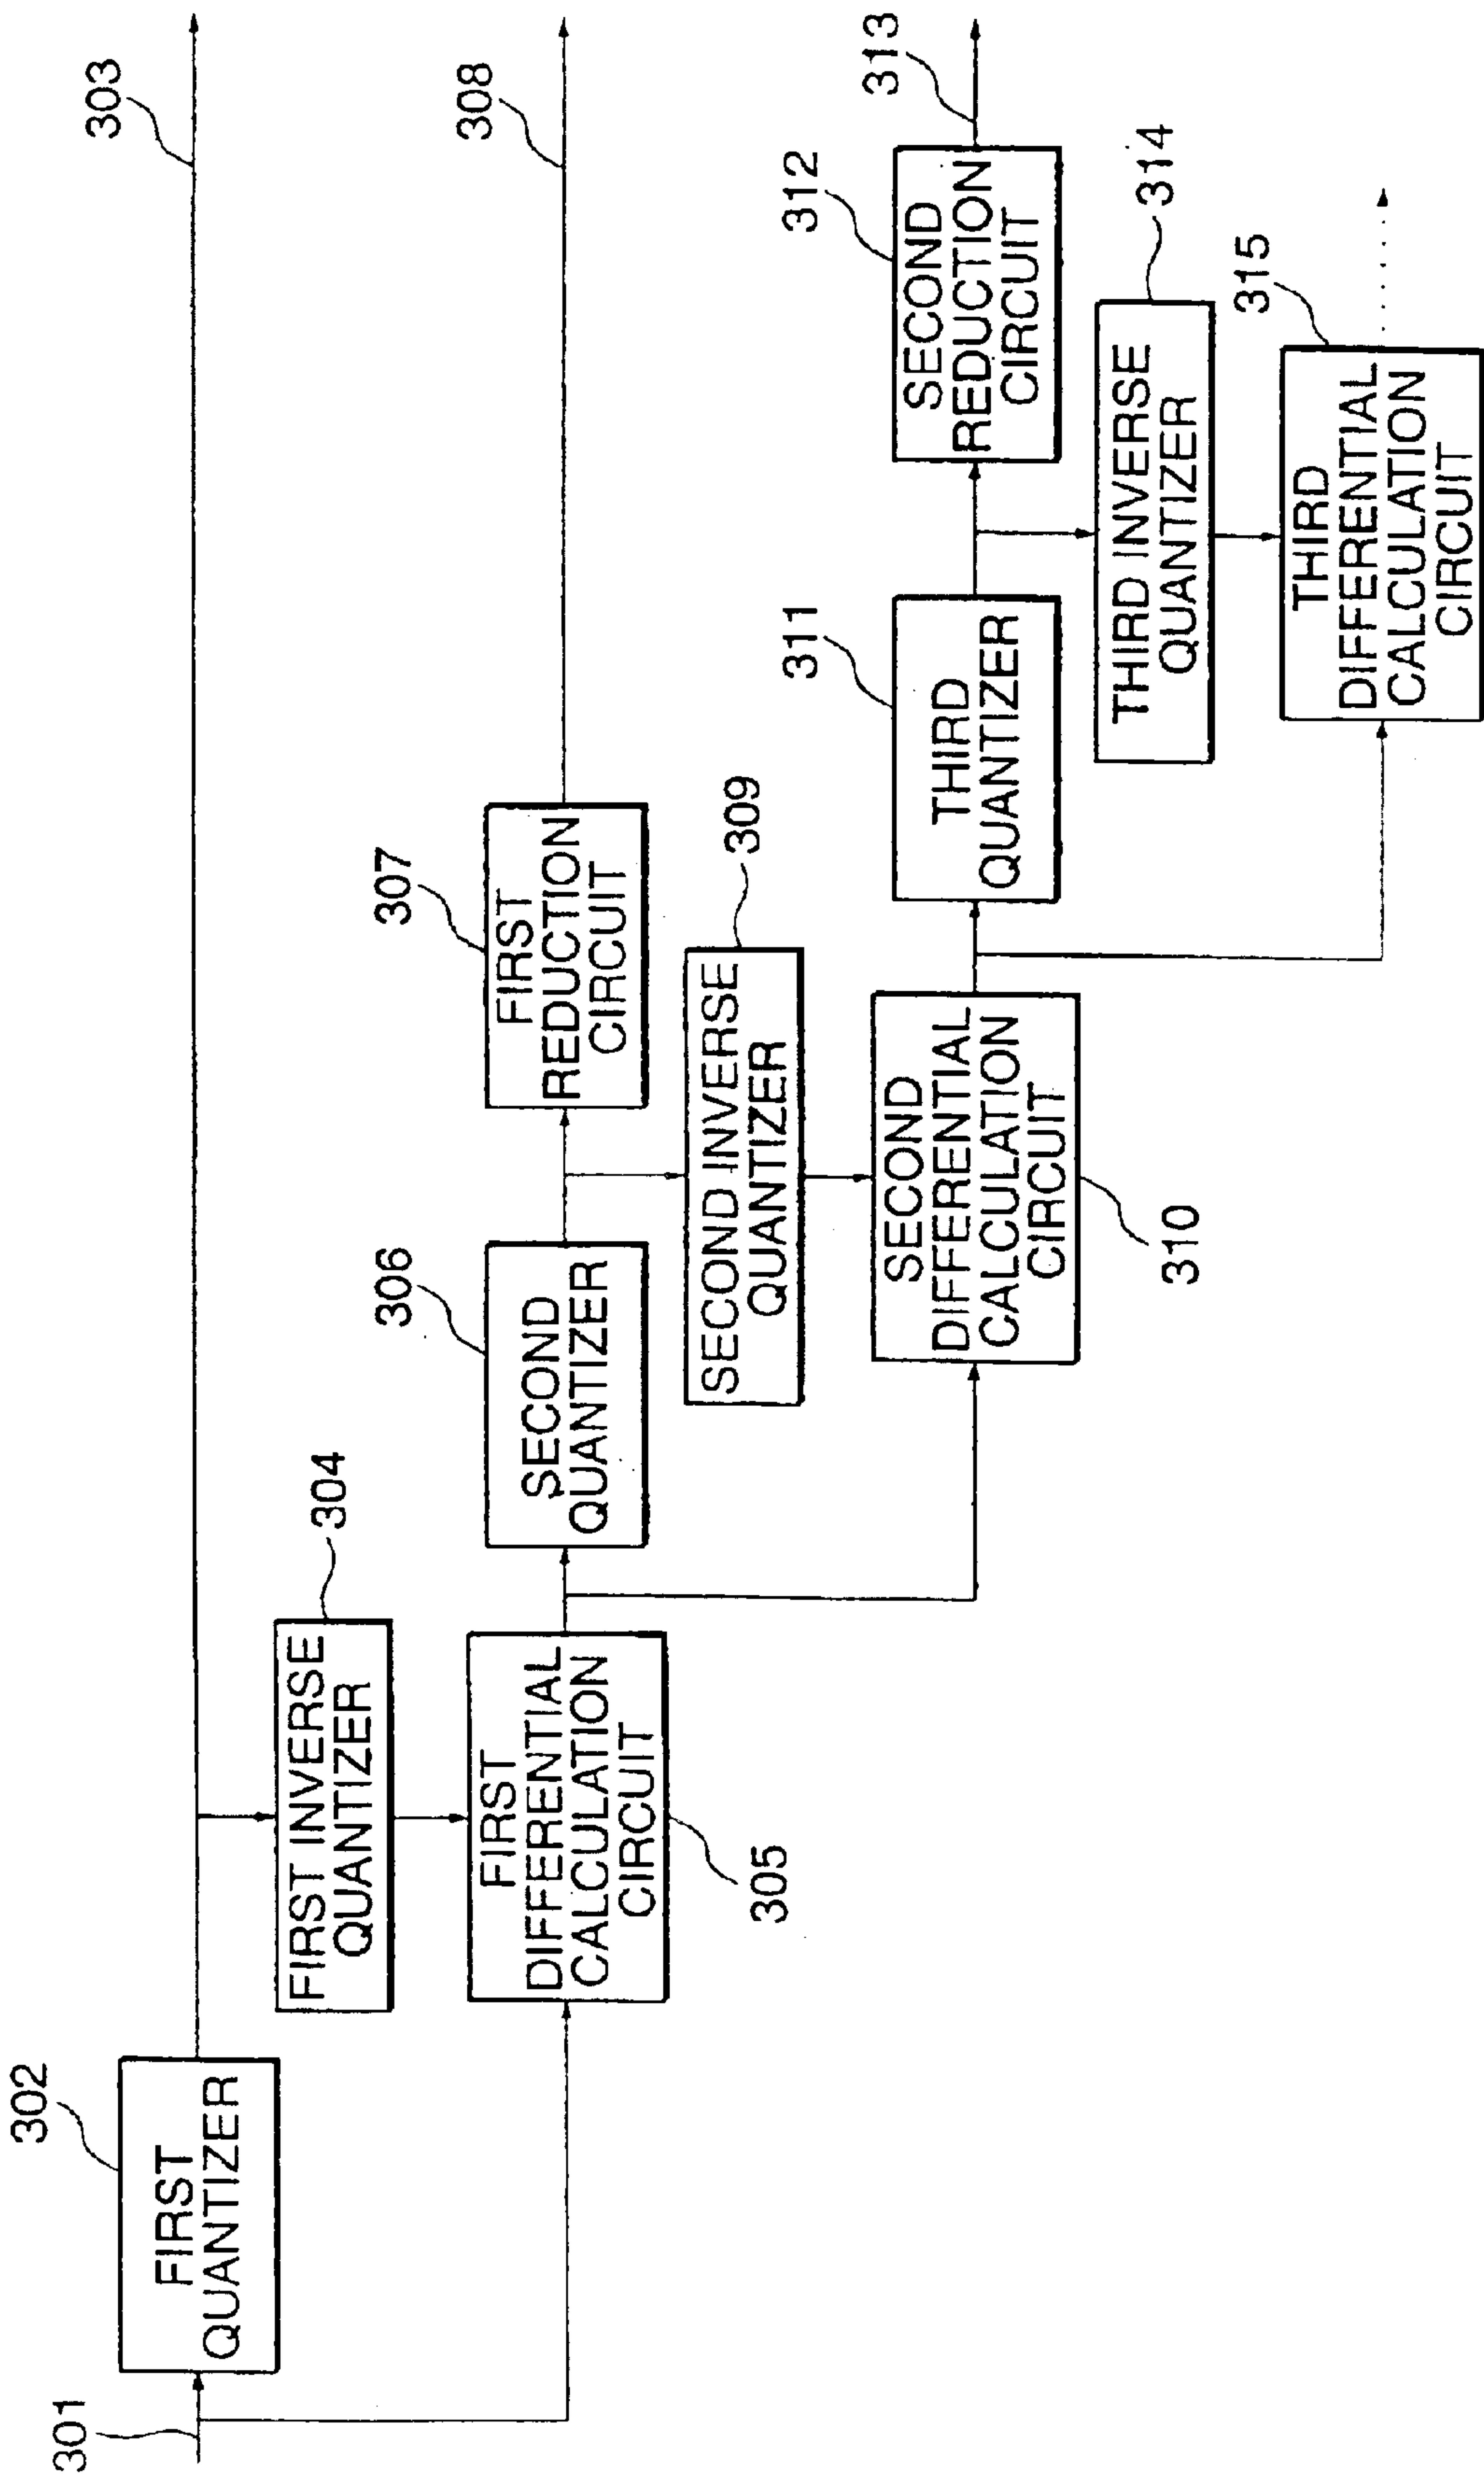 301
302
FIRST
QUANTIZER
303
FIRST INVERSE
QUANTIZER
304
FIRST
DIFFERENTIAL
CALCULATION
CIRCUIT
305
306
SECOND
QUANTIZER
307
FIRST
REDUCTION
CIRCUIT
308
SECOND INVERSE
QUANTIZER
309
SECOND
DIFFERENTIAL
CALCULATION
CIRCUIT
310
311
THIRD
QUANTIZER
312
SECOND
REDUCTION
CIRCUIT
313
THIRD INVERSE
QUANTIZER
314
315
THIRD
DIFFERENTIAL
CALCULATION
CIRCUIT